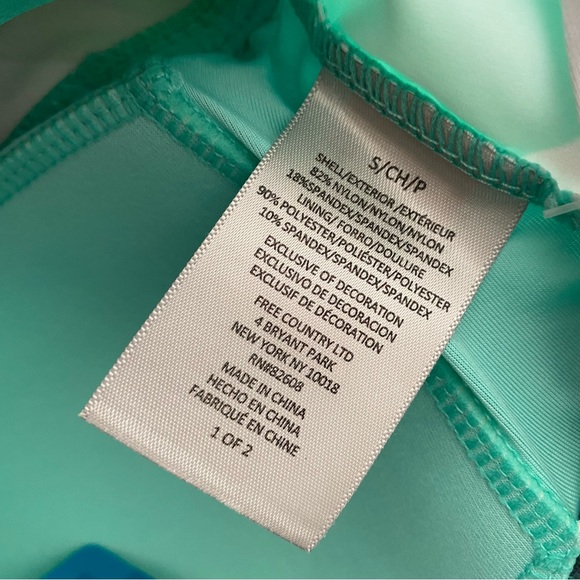 S/CH/P
SHELL/EXTERIOR/EXTÉRIEUR
82% NYLON/NYLON/NYLON
18%SPANDEX/SPANDEX/SPANDEX
LINING/ FORRO/DOULURE
90% POLYESTER/POLIÉSTER/POLYESTER
10% SPANDEX/SPANDEX/SPANDEX
EXCLUSIVE OF DECORATION
EXCLUSIVO DE DECORACION
EXCLUSIF DE DÉCORATION
FREE COUNTRY LTD
4 BRYANT PARK
NEW YORK NY 10018
RN#82608
MADE IN CHINA
HECHO EN CHINA
FABRIQUÉ EN CHINE
1 OF 2